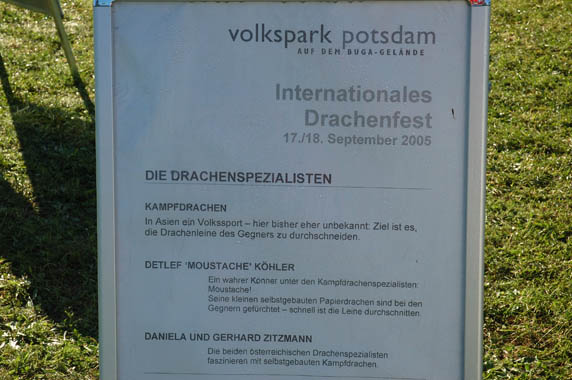 volkspark potsdam
AUF DEM BUGA-GELÄNDE
Internationales
Drachenfest
17./18. September 2005
DIE DRACHENSPEZIALISTEN
KAMPFDRACHEN
In Asien ein Volkssport – hier bisher eher unbekannt: Ziel ist es,
die Drachenleine des Gegners zu durchschneiden.
DETLEF 'MOUSTACHE' KÖHLER
Ein wahrer Könner unter den Kampfdrachenspezialisten:
Moustache!
Seine kleinen selbstgebauten Papierdrachen sind bei den
Gegnern gefürchtet – schnell ist die Leine durchschnitten.
DANIELA UND GERHARD ZITZMANN
Die beiden österreichischen Drachenspezialisten
faszinieren mit selbstgebauten Kampfdrachen.